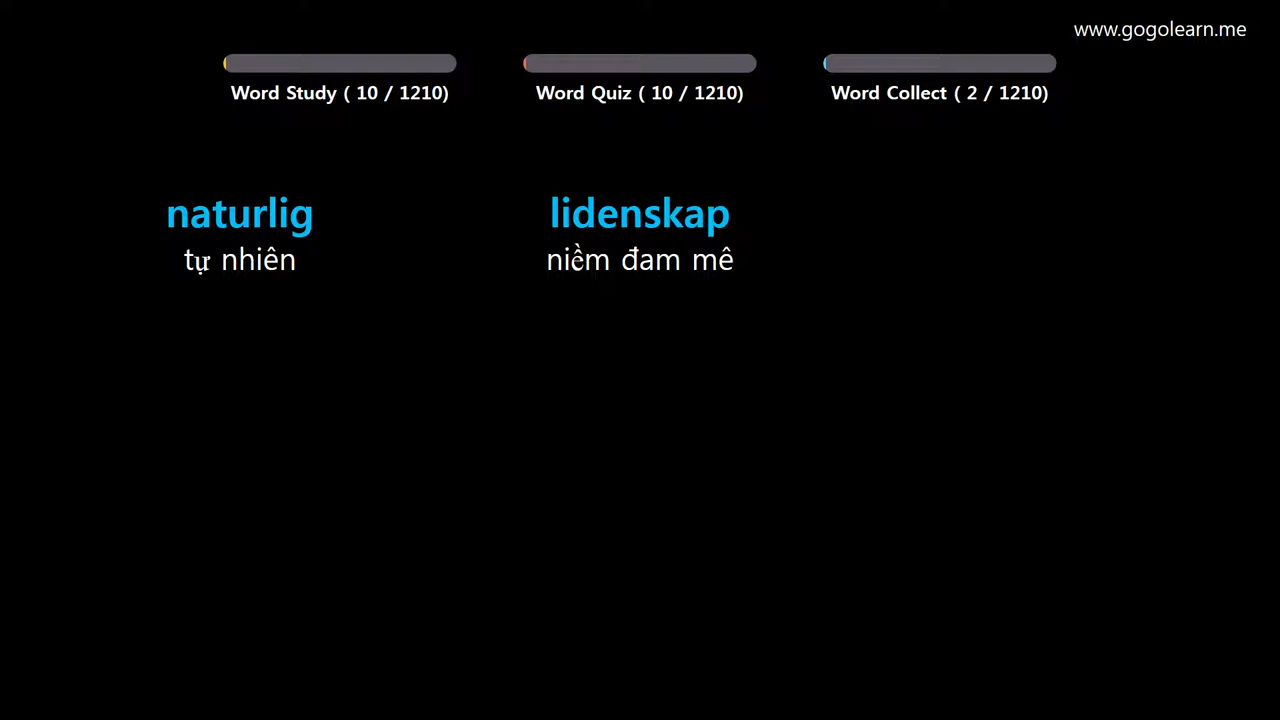 www.gogolearn.me
Word Study ( 10 / 1210)
Word Quiz ( 10 / 1210)
Word Collect ( 2 / 1210)
naturlig
tự nhiên
lidenskap
niềm đam mê